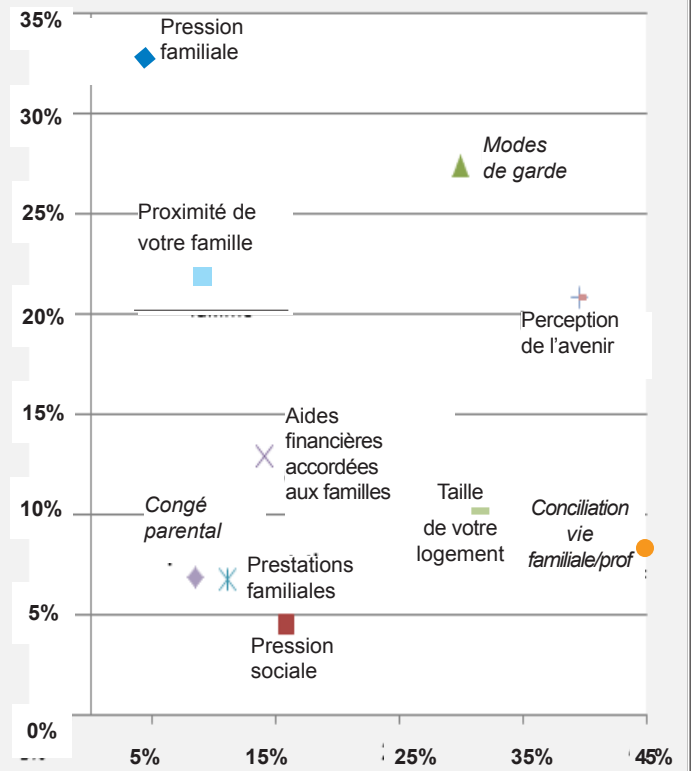 35%
Pression
familiale
30%
Modes
de garde
25%
Proximité de
votre famille
20%
Perception
de l'avenir
15%
Aides
financières
accordées
aux familles
Congé
parental
10%
Taille
de votre
logement
Conciliation
vie
familiale/prof
Prestations
familiales
5%
Pression
sociale
0%
5% 15% 25% 35% 45%